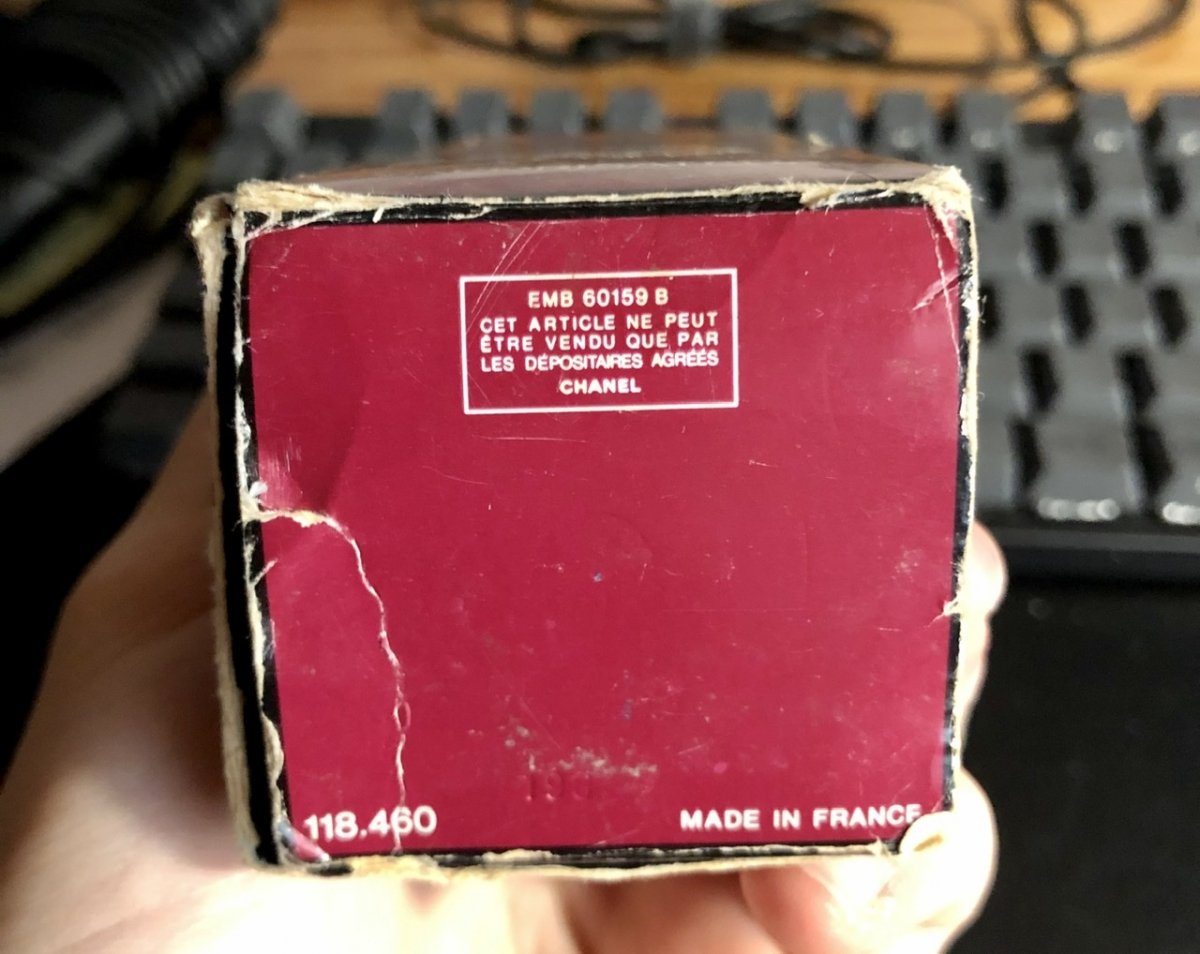 EMB 60159 B
CET ARTICLE NE PEUT
ÊTRE VENDU QUE PAR
LES DÉPOSITAIRES AGRÉÉS
CHANEL
118.460
MADE IN FRANCE